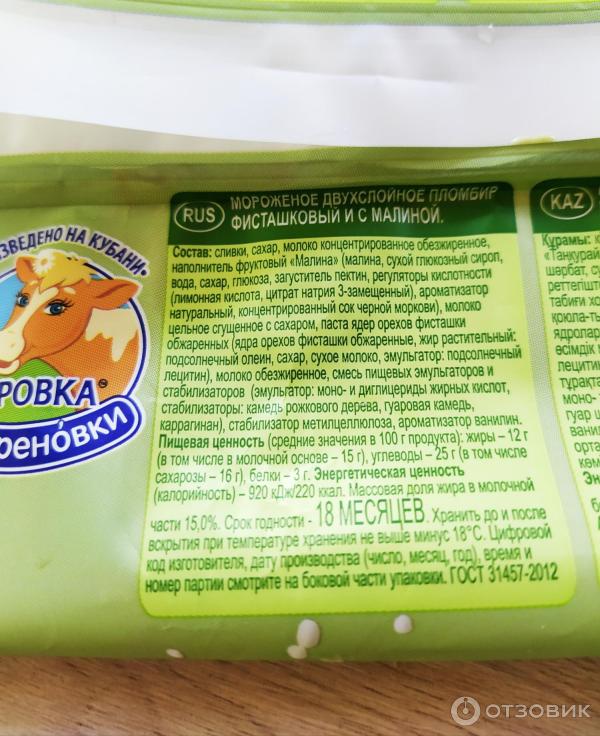 RUS
МОРОЖЕНОЕ ДВУХСЛОЙНОЕ ПЛОМБИР
ФИСТАШКОВЫЙ И С МАЛИНОЙ.
Состав: сливки, сахар, молоко концентрированное обезжиренное,
наполнитель фруктовый «Малина» (малина, сухой глюкозный сироп,
вода, сахар, глюкоза, загуститель пектин, регуляторы кислотности
(лимонная кислота, цитрат натрия 3-замещенный), ароматизатор
натуральный, концентрированный сок черной моркови), молоко
цельное сгущенное с сахаром, паста ядер орехов фисташки
обжаренных (ядра орехов фисташки обжаренные, жир растительный:
подсолнечный олеин, сахар, сухое молоко, эмульгатор: подсолнечный
лецитин), молоко обезжиренное, смесь пищевых эмульгаторов и
стабилизаторов (эмульгатор: моно- и диглицериды жирных кислот,
стабилизаторы: камедь рожкового дерева, гуаровая камедь,
каррагинан), стабилизатор метилцеллюлоза, ароматизатор ванилин.
Пищевая ценность (средние значения в 100 г продукта): жиры – 12 г
(в том числе в молочной основе – 15 г), углеводы – 25 г (в том числе
сахарозы – 16 г), белки – 3 г. Энергетическая ценность
(калорийность) – 920 кДж/220 ккал. Массовая доля жира в молочной
части 15,0%. Срок годности - 18 МЕСЯЦЕВ. Хранить до и после
вскрытия при температуре хранения не выше минус 18°С. Цифровой
код изготовителя, дату производства (число, месяц, год), время и
номер партии смотрите на боковой части упаковки. ГОСТ 31457-2012
ЗВЕДЕНО НА КУБАНИ
РОВКА
РЕНОВКИ
KAZ
Құрамы:
шербат,
ОТЗОВИК